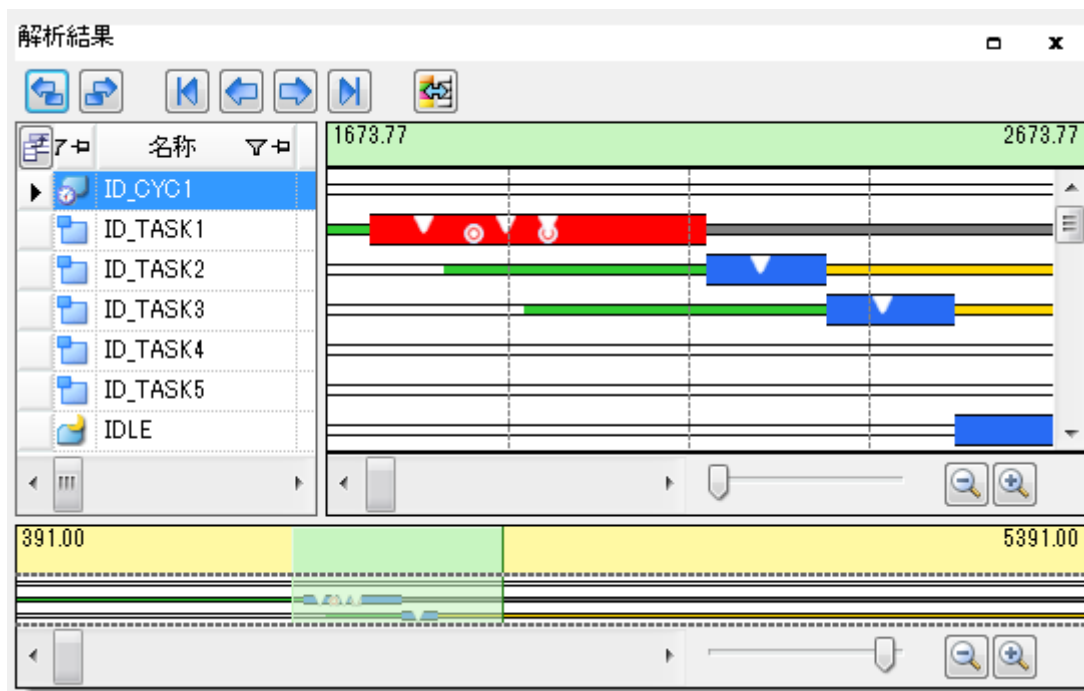 解析結果
名称
1673.77 2673.77
ID_CYC1
ID_TASK1
ID_TASK2
ID_TASK3
ID_TASK4
ID_TASK5
IDLE
391.00 5391.00